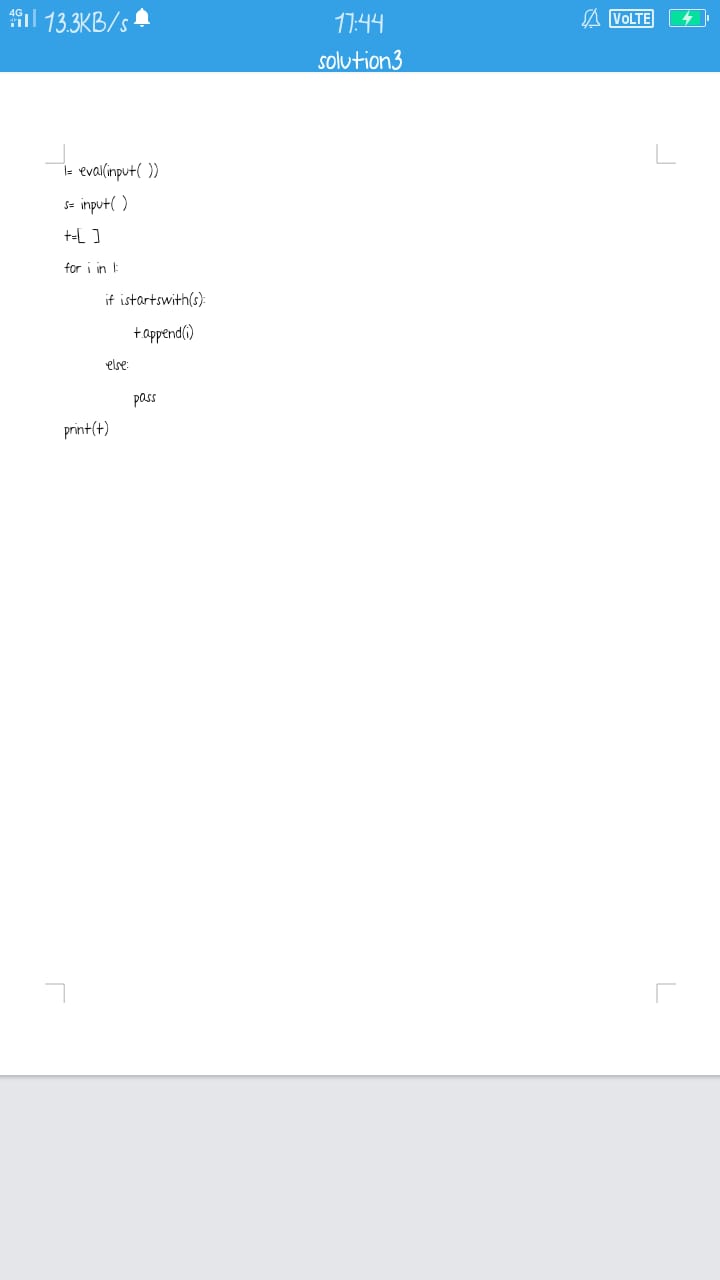 4G 13.3KB/s 17:44 VoLTE
solution3
l= eval(input( ))
s= input( )
t=[ ]
for i in l:
if i.startswith(s):
t.append(i)
else:
pass
print(t)